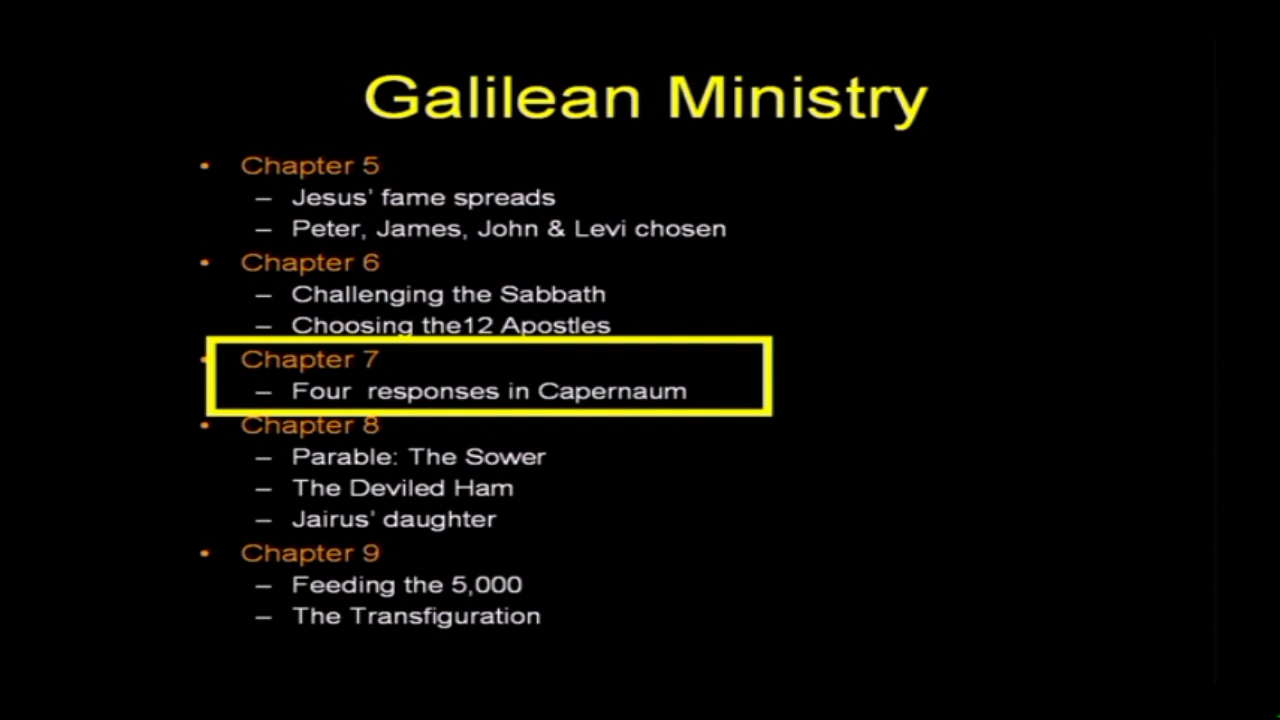 Galilean Ministry
• Chapter 5
– Jesus' fame spreads
– Peter, James, John & Levi chosen
• Chapter 6
– Challenging the Sabbath
– Choosing the12 Apostles
• Chapter 7
– Four  responses in Capernaum
• Chapter 8
– Parable: The Sower
– The Deviled Ham
– Jairus' daughter
• Chapter 9
– Feeding the 5,000
– The Transfiguration